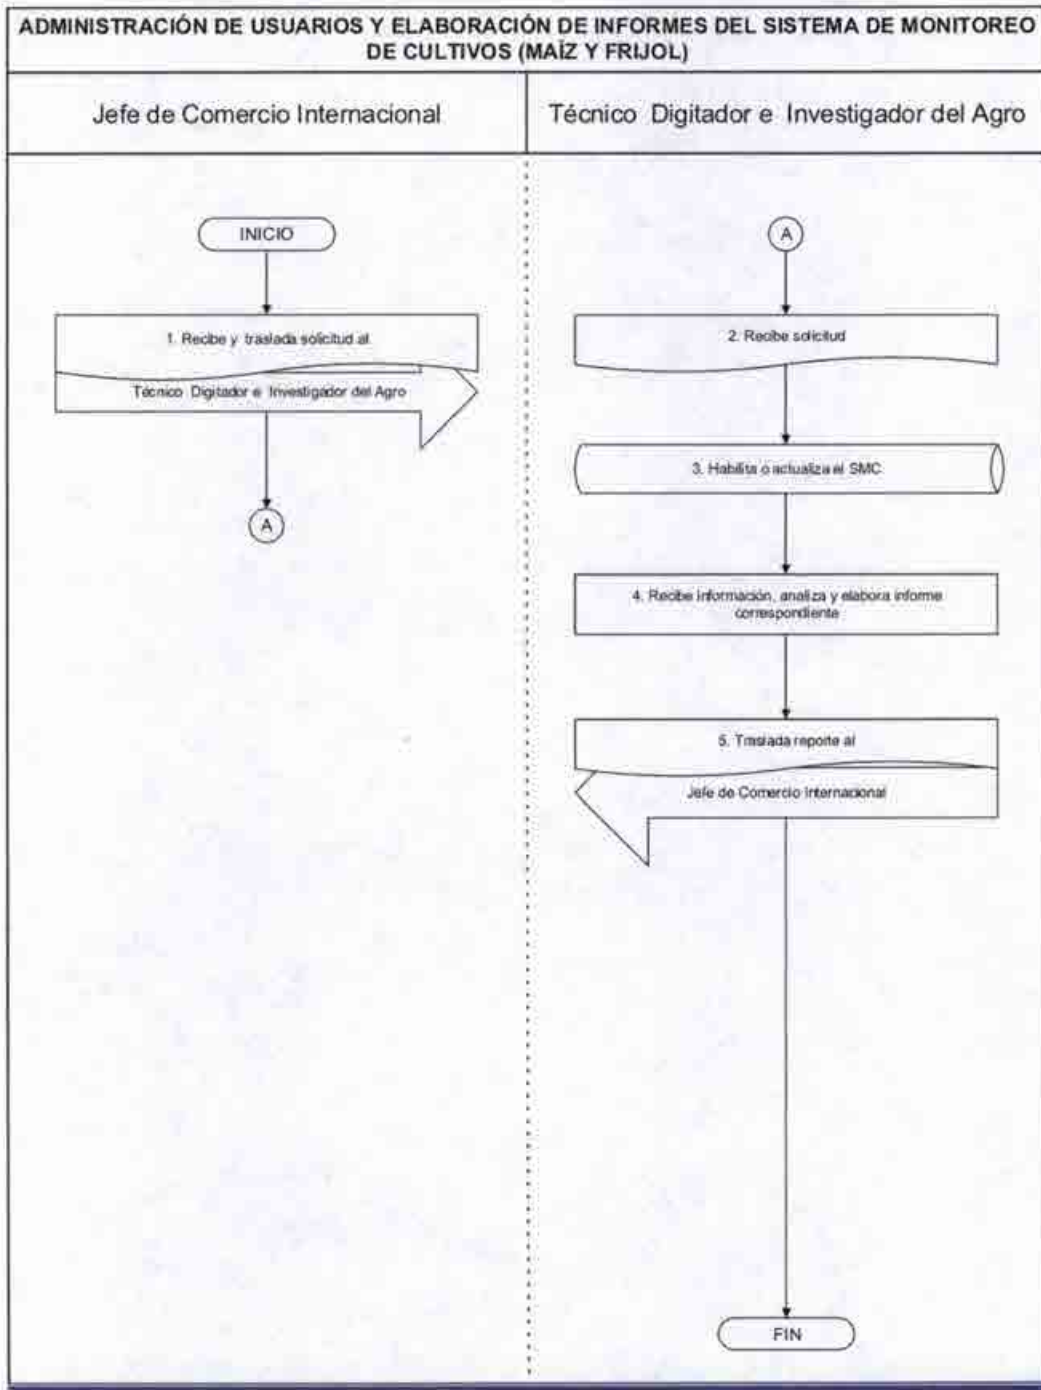 ADMINISTRACIÓN DE USUARIOS Y ELABORACIÓN DE INFORMES DEL SISTEMA DE MONITOREO
DE CULTIVOS (MAÍZ Y FRIJOL)
Jefe de Comercio Internacional
Técnico Digitador e Investigador del Agro
INICIO
1. Recibe y traslada solicitud al
Técnico Digitador e Investigador del Agro
A
A
2. Recibe solicitud
3. Habilita o actualiza el SMC
4. Recibe información, analiza y elabora informe
correspondiente
5. Traslada reporte al
Jefe de Comercio Internacional
FIN